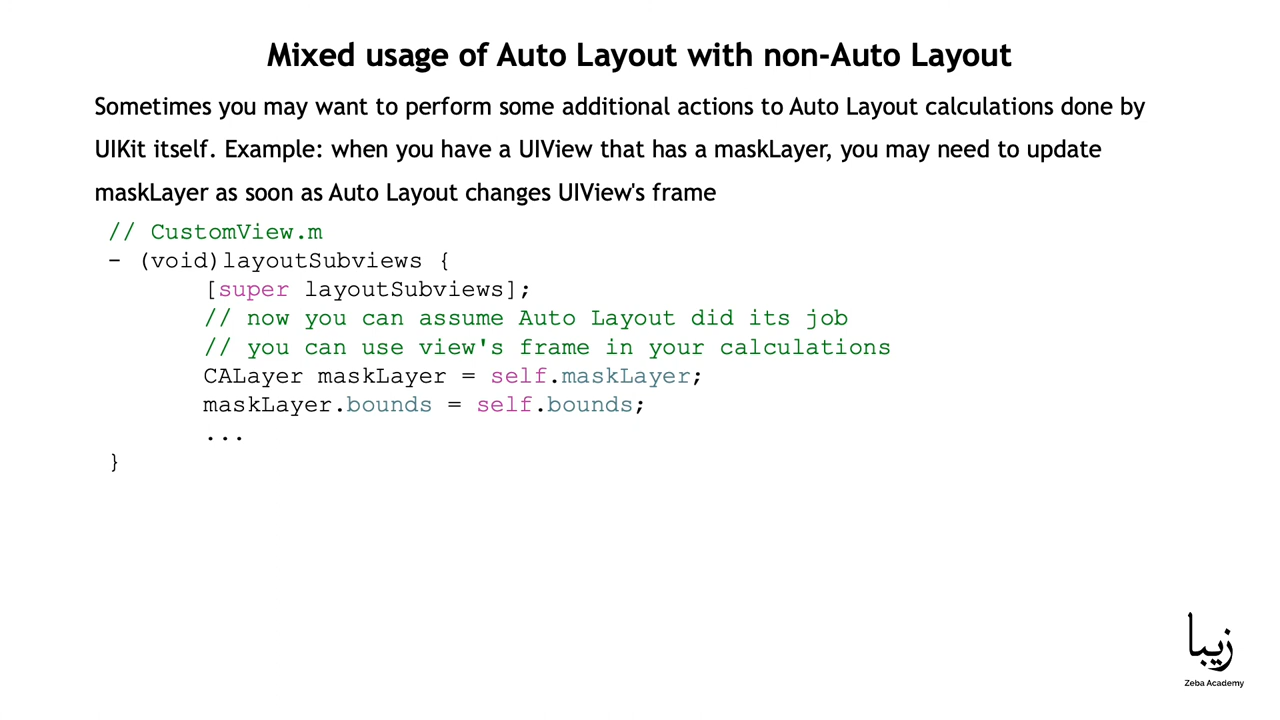 Mixed usage of Auto Layout with non-Auto Layout
Sometimes you may want to perform some additional actions to Auto Layout calculations done by
UIKit itself. Example: when you have a UIView that has a maskLayer, you may need to update
maskLayer as soon as Auto Layout changes UIView's frame
// CustomView.m
- (void)layoutSubviews {
[super layoutSubviews];
// now you can assume Auto Layout did its job
// you can use view's frame in your calculations
CALayer maskLayer = self.maskLayer;
maskLayer.bounds = self.bounds;
...
}
زيبا
Zeba Academy